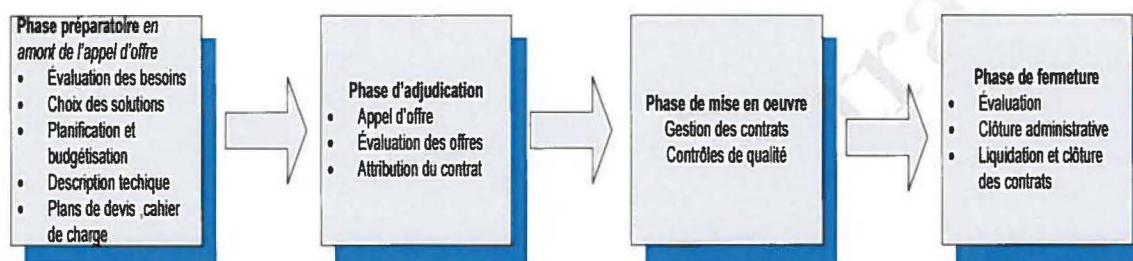 Phase préparatoire en
amont de l'appel d'offre
• Évaluation des besoins
• Choix des solutions
• Planification et
budgétisation
• Description techique
• Plans de devis ,cahier
de charge
Phase d'adjudication
• Appel d'offre
• Évaluation des offres
• Attribution du contrat
Phase de mise en oeuvre
Gestion des contrats
Contrôles de qualité
Phase de fermeture
• Évaluation
• Clôture administrative
• Liquidation et clôture
des contrats